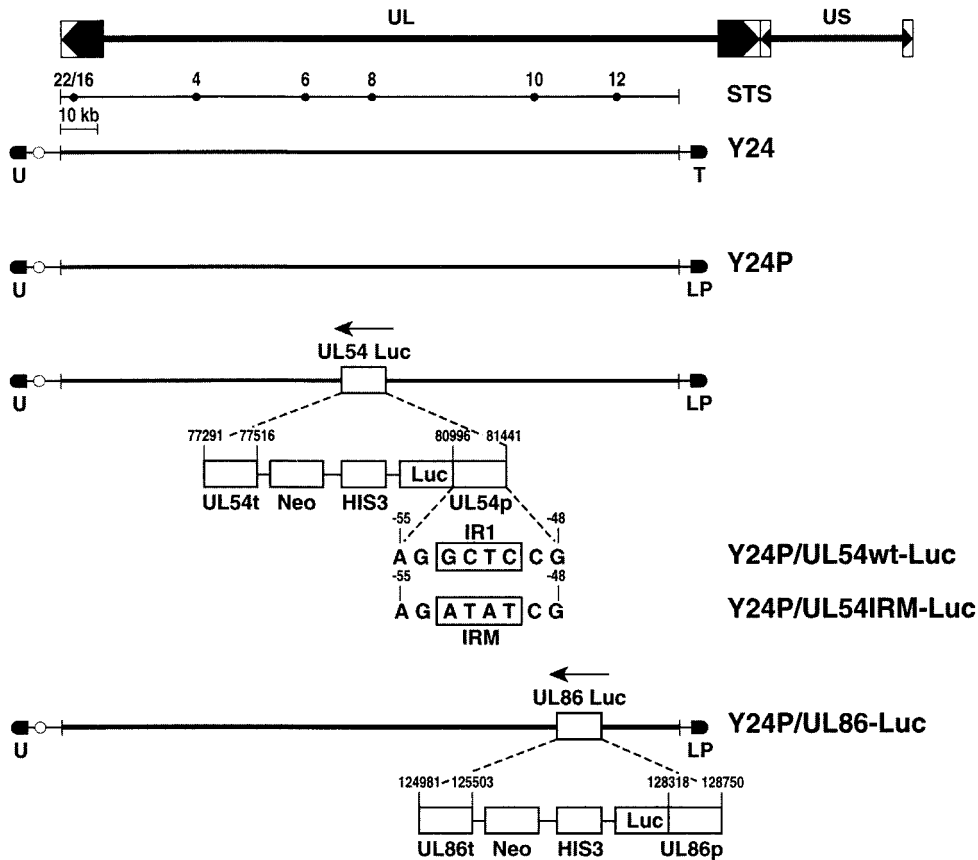 UL US
22/16 4 6 8 10 12 STS
10 kb
Y24
U T
Y24P
U LP
UL54 Luc
U LP
77291 77516 80996 81441
Luc
UL54t Neo HIS3 UL54p
-55 IR1 -48
A G G C T C C G Y24P/UL54wt-Luc
-55 -48
A G A T A T C G Y24P/UL54IRM-Luc
IRM
UL86 Luc
Y24P/UL86-Luc
U LP
124981 125503 128318 128750
Luc
UL86t Neo HIS3 UL86p